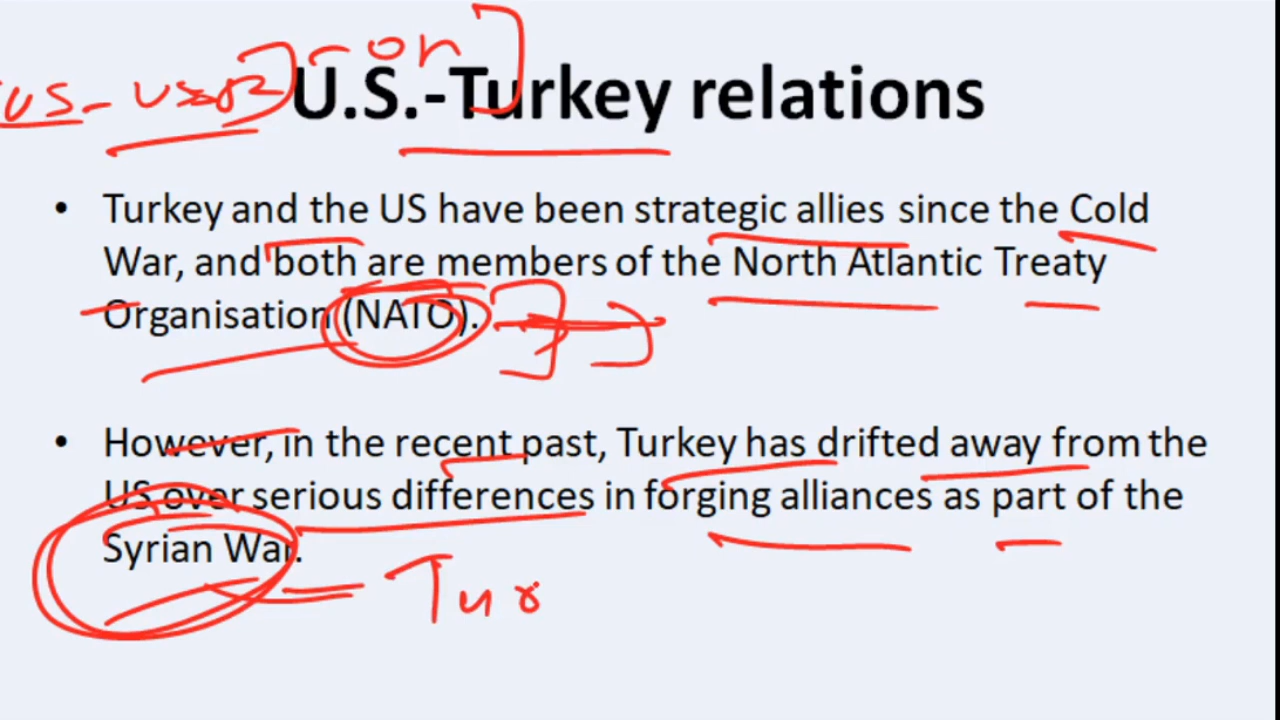 on
US - USSR
U.S.-Turkey relations
• Turkey and the US have been strategic allies since the Cold
War, and both are members of the North Atlantic Treaty
Organisation (NATO).
• However, in the recent past, Turkey has drifted away from the
US over serious differences in forging alliances as part of the
Syrian War.
Tur